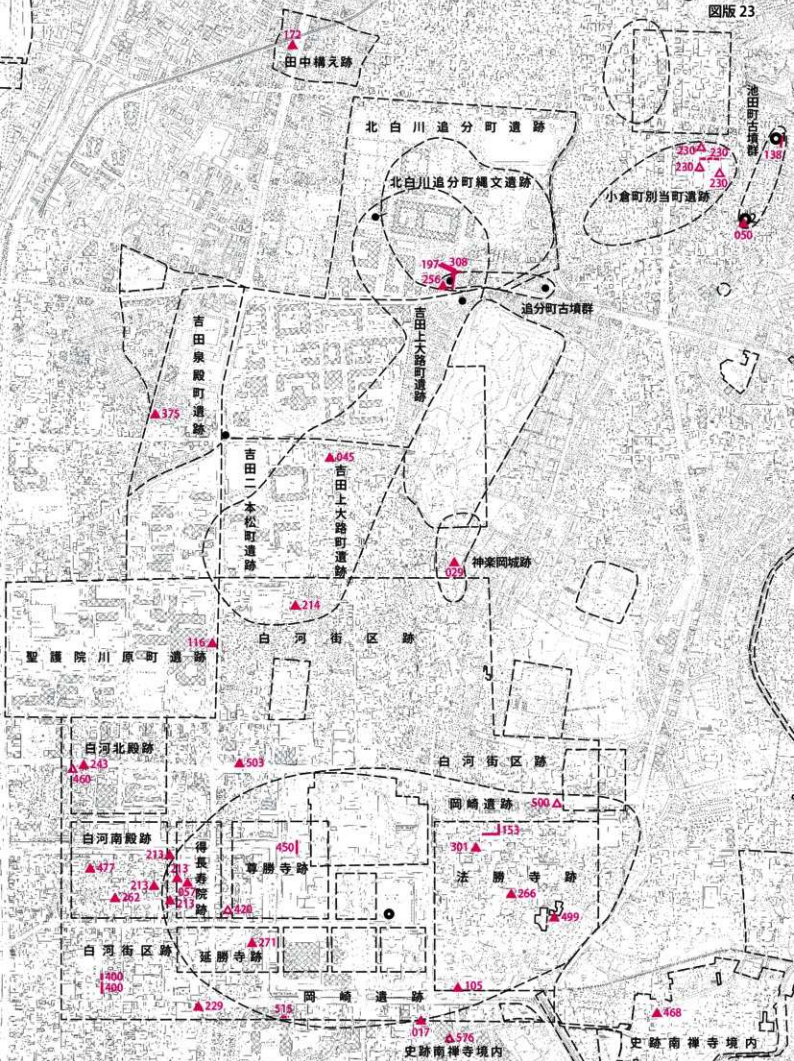 図版 23
172
田中構え跡
北白川追分町遺跡
池田町古墳群
138
230
230
230
230
小倉町別当町遺跡
北白川追分町縄文遺跡
050
197
308
256
追分町古墳群
吉田上大路町遺跡
吉田泉殿町遺跡
375
045
吉田二本松町遺跡
吉田上大路町遺跡
神楽岡城跡
029
214
白河街区跡
116
聖護院川原町遺跡
白河北殿跡
243
460
503
白河街区跡
岡崎遺跡
500
白河南殿跡
213
得長寿院跡
450
153
301
477
213
尊勝寺跡
法勝寺跡
213
057
262
213
266
420
499
白河街区跡
271
延勝寺跡
400
400
105
岡崎遺跡
229
515
017
468
576
史跡南禅寺境内
史跡南禅寺境内